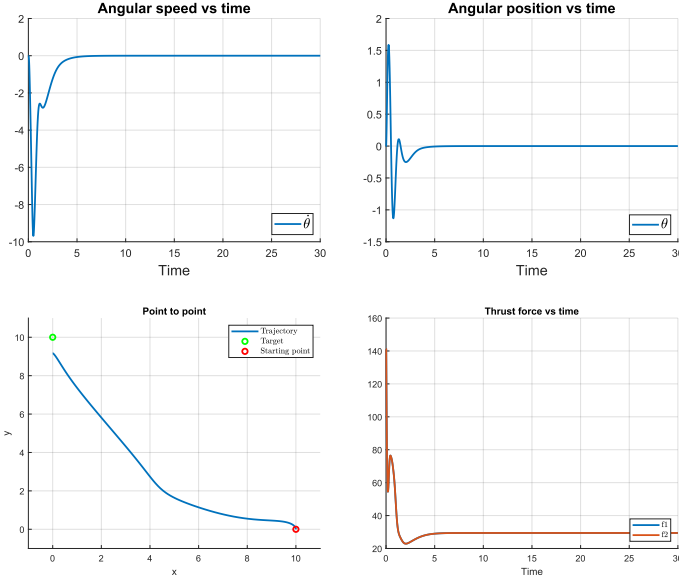 Angular speed vs time
2
0
-2
-4
-6
-8
-10
0 5 10 15 20 25 30
Time
θ̇
Angular position vs time
2
1.5
1
0.5
0
-0.5
-1
-1.5
0 5 10 15 20 25 30
Time
θ
Point to point
10
8
6
4
2
0
y
0 2 4 6 8 10
x
Trajectory
Target
Starting point
Thrust force vs time
160
140
120
100
80
60
40
20
0 5 10 15 20 25 30
Time
f1
f2